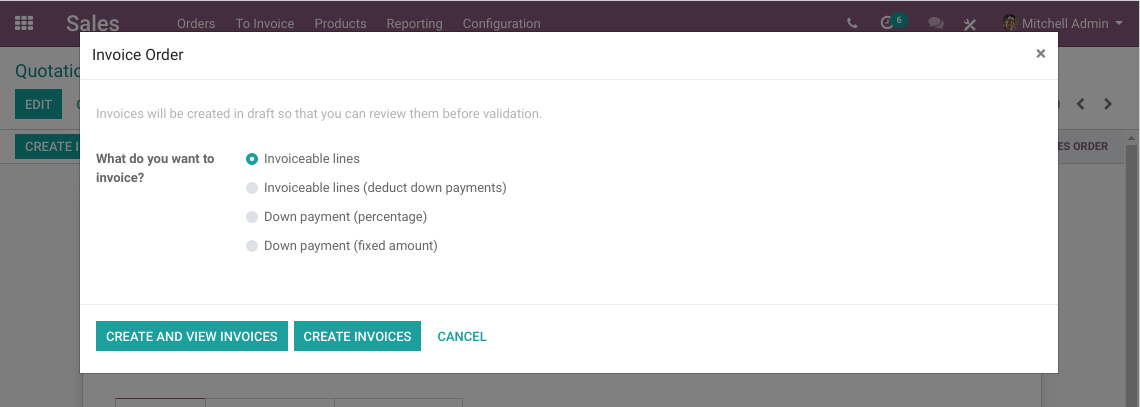 Sales Orders To Invoice Products Reporting Configuration 6 Mitchell Admin
Invoice Order ×
EDIT
Invoices will be created in draft so that you can review them before validation.
What do you want to
invoice?
Invoiceable lines
Invoiceable lines (deduct down payments)
Down payment (percentage)
Down payment (fixed amount)
CREATE ORDER
CREATE AND VIEW INVOICES CREATE INVOICES CANCEL